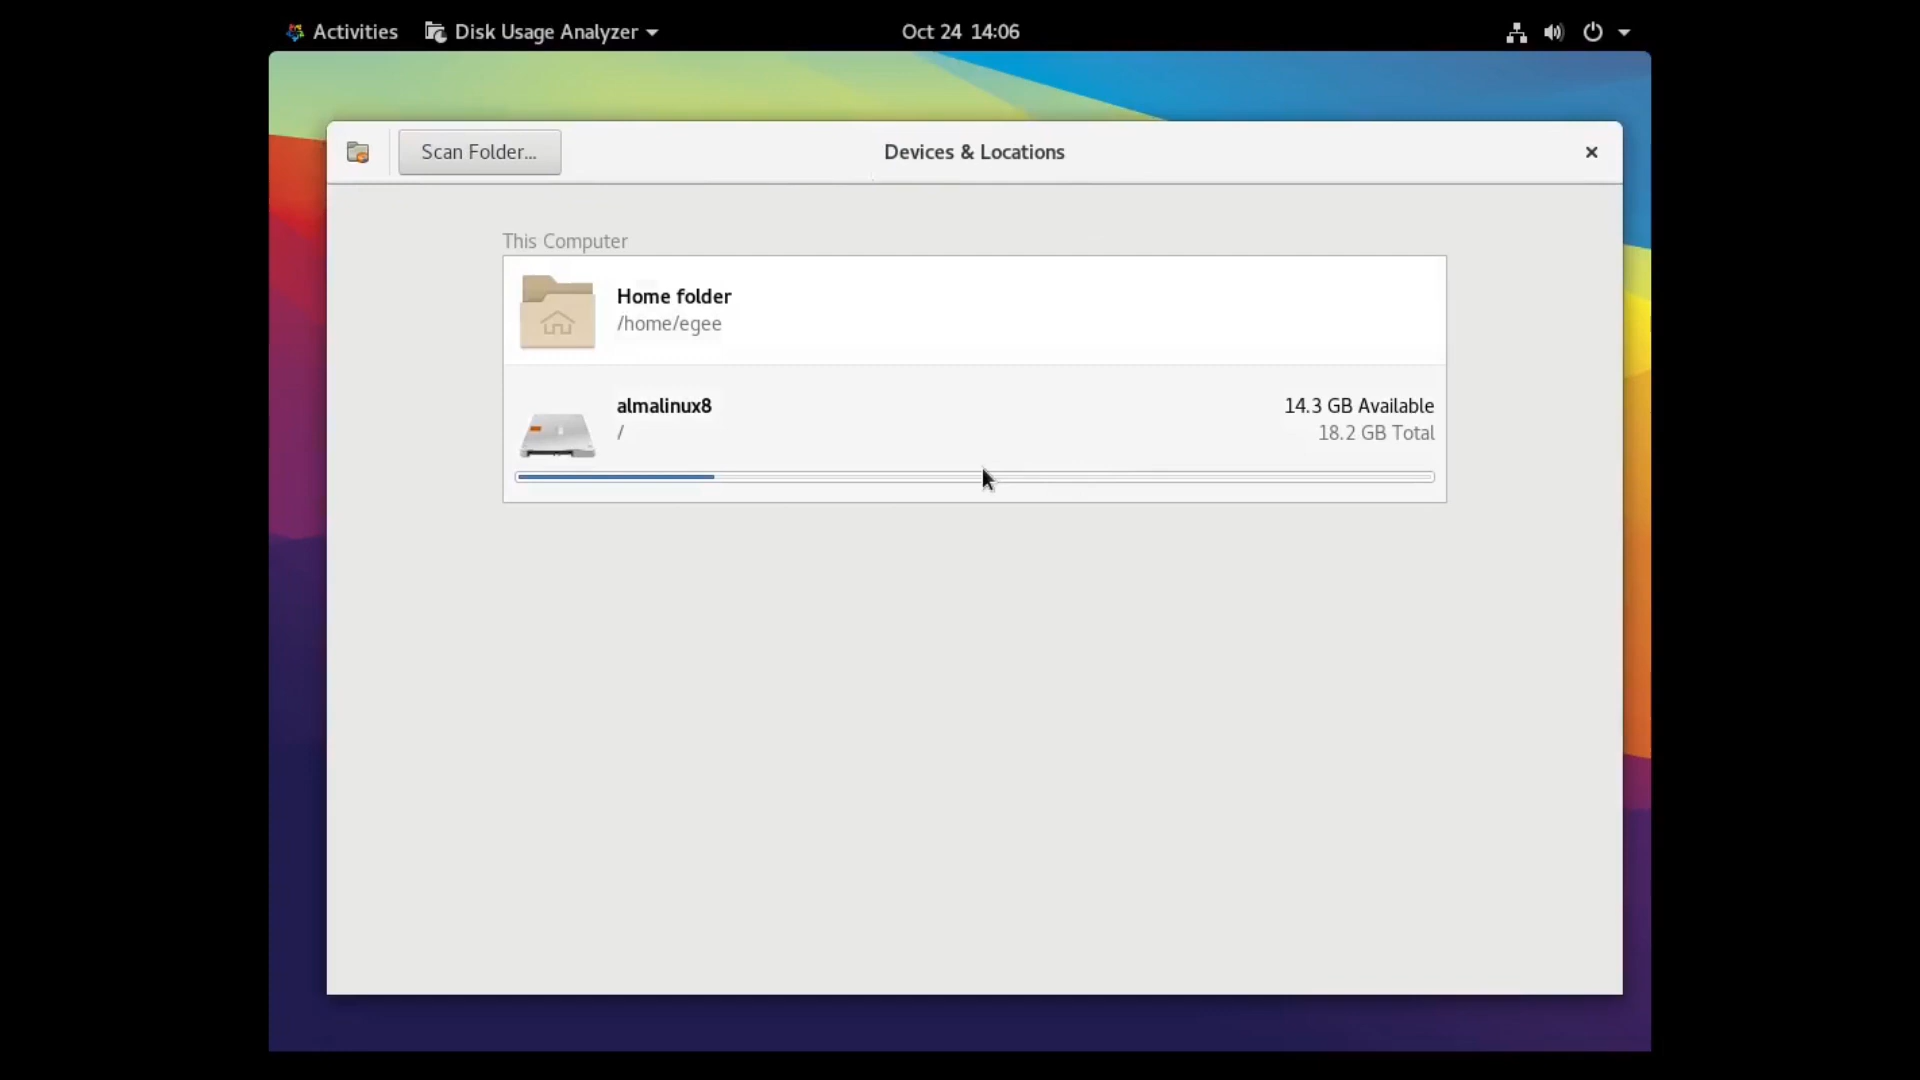 Activities Disk Usage Analyzer Oct 24 14:06
Scan Folder... Devices & Locations
This Computer
Home folder
/home/egee
almalinux8 14.3 GB Available
/ 18.2 GB Total